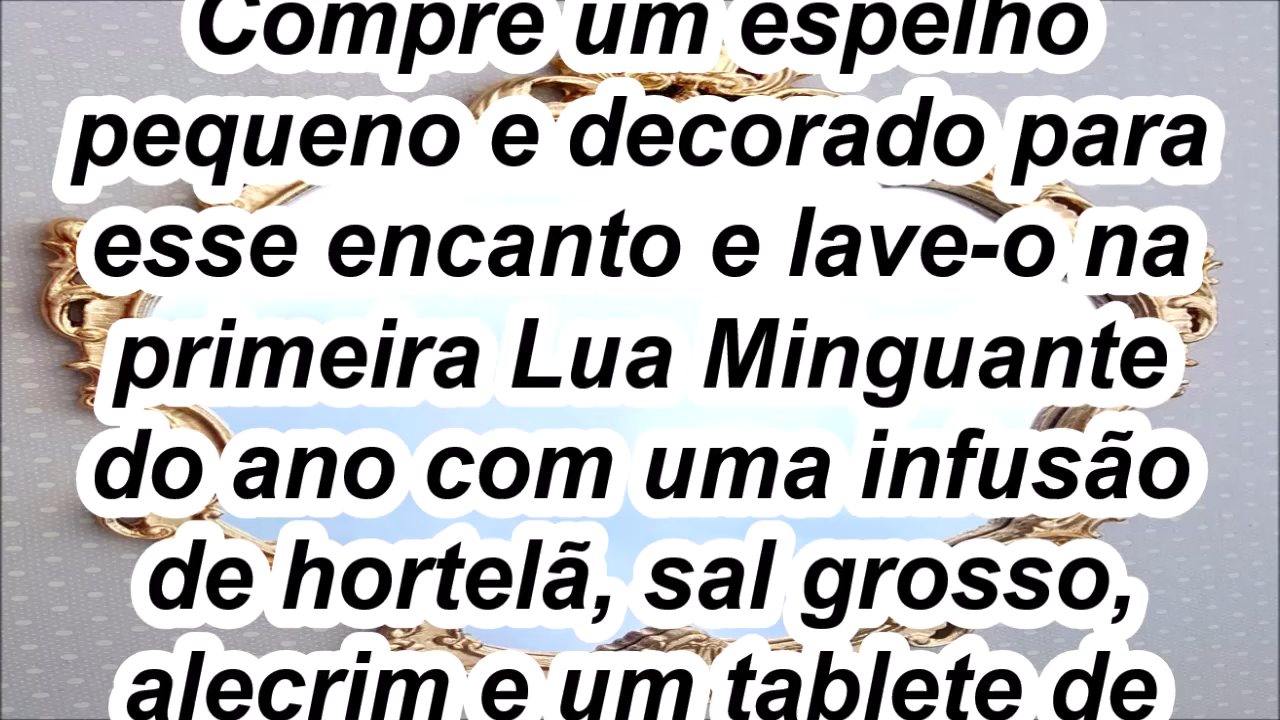 Compre um espelho
pequeno e decorado para
esse encanto e lave-o na
primeira Lua Minguante
do ano com uma infusão
de hortelã, sal grosso,
alecrim e um tablete de